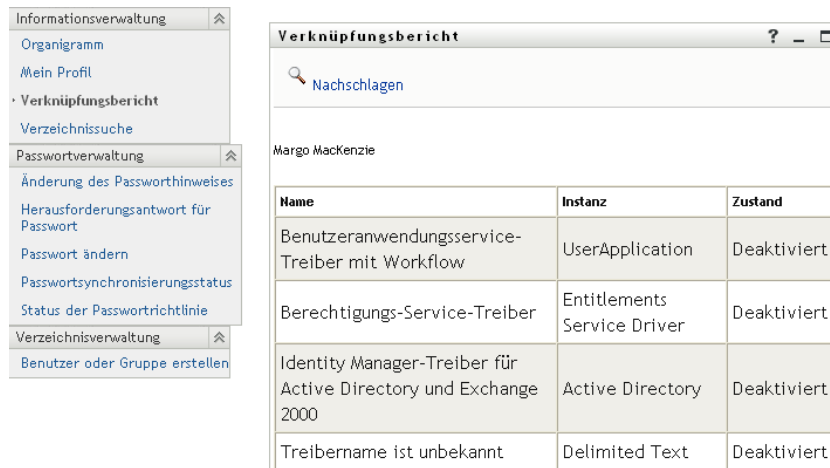 Informationsverwaltung
Organigramm
Mein Profil
Verknüpfungsbericht
Verzeichnissuche
Passwortverwaltung
Änderung des Passworthinweises
Herausforderungsantwort für
Passwort
Passwort ändern
Passwortsynchronisierungsstatus
Status der Passwortrichtlinie
Verzeichnisverwaltung
Benutzer oder Gruppe erstellen
Verknüpfungsbericht ?
Nachschlagen
Margo MacKenzie
Name Instanz Zustand
Benutzeranwendungsservice-
Treiber mit Workflow UserApplication Deaktiviert
Berechtigungs-Service-Treiber Entitlements
Service Driver Deaktiviert
Identity Manager-Treiber für
Active Directory und Exchange
2000 Active Directory Deaktiviert
Treibername ist unbekannt Delimited Text Deaktiviert